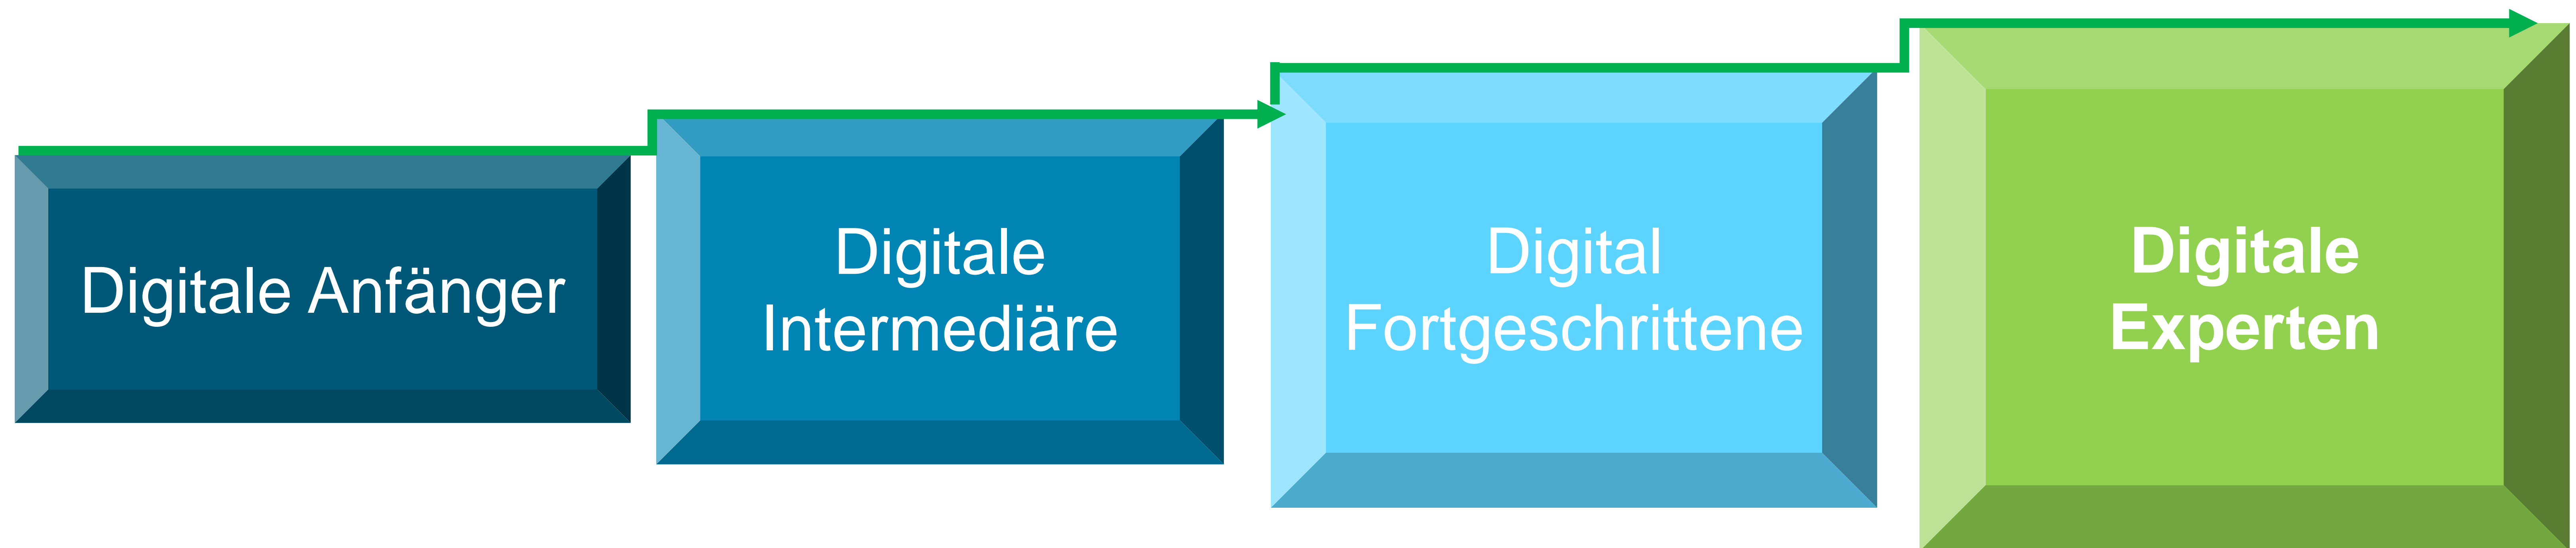 Digitale Anfänger
Digitale
Intermediäre
Digital
Fortgeschrittene
Digitale
Experten